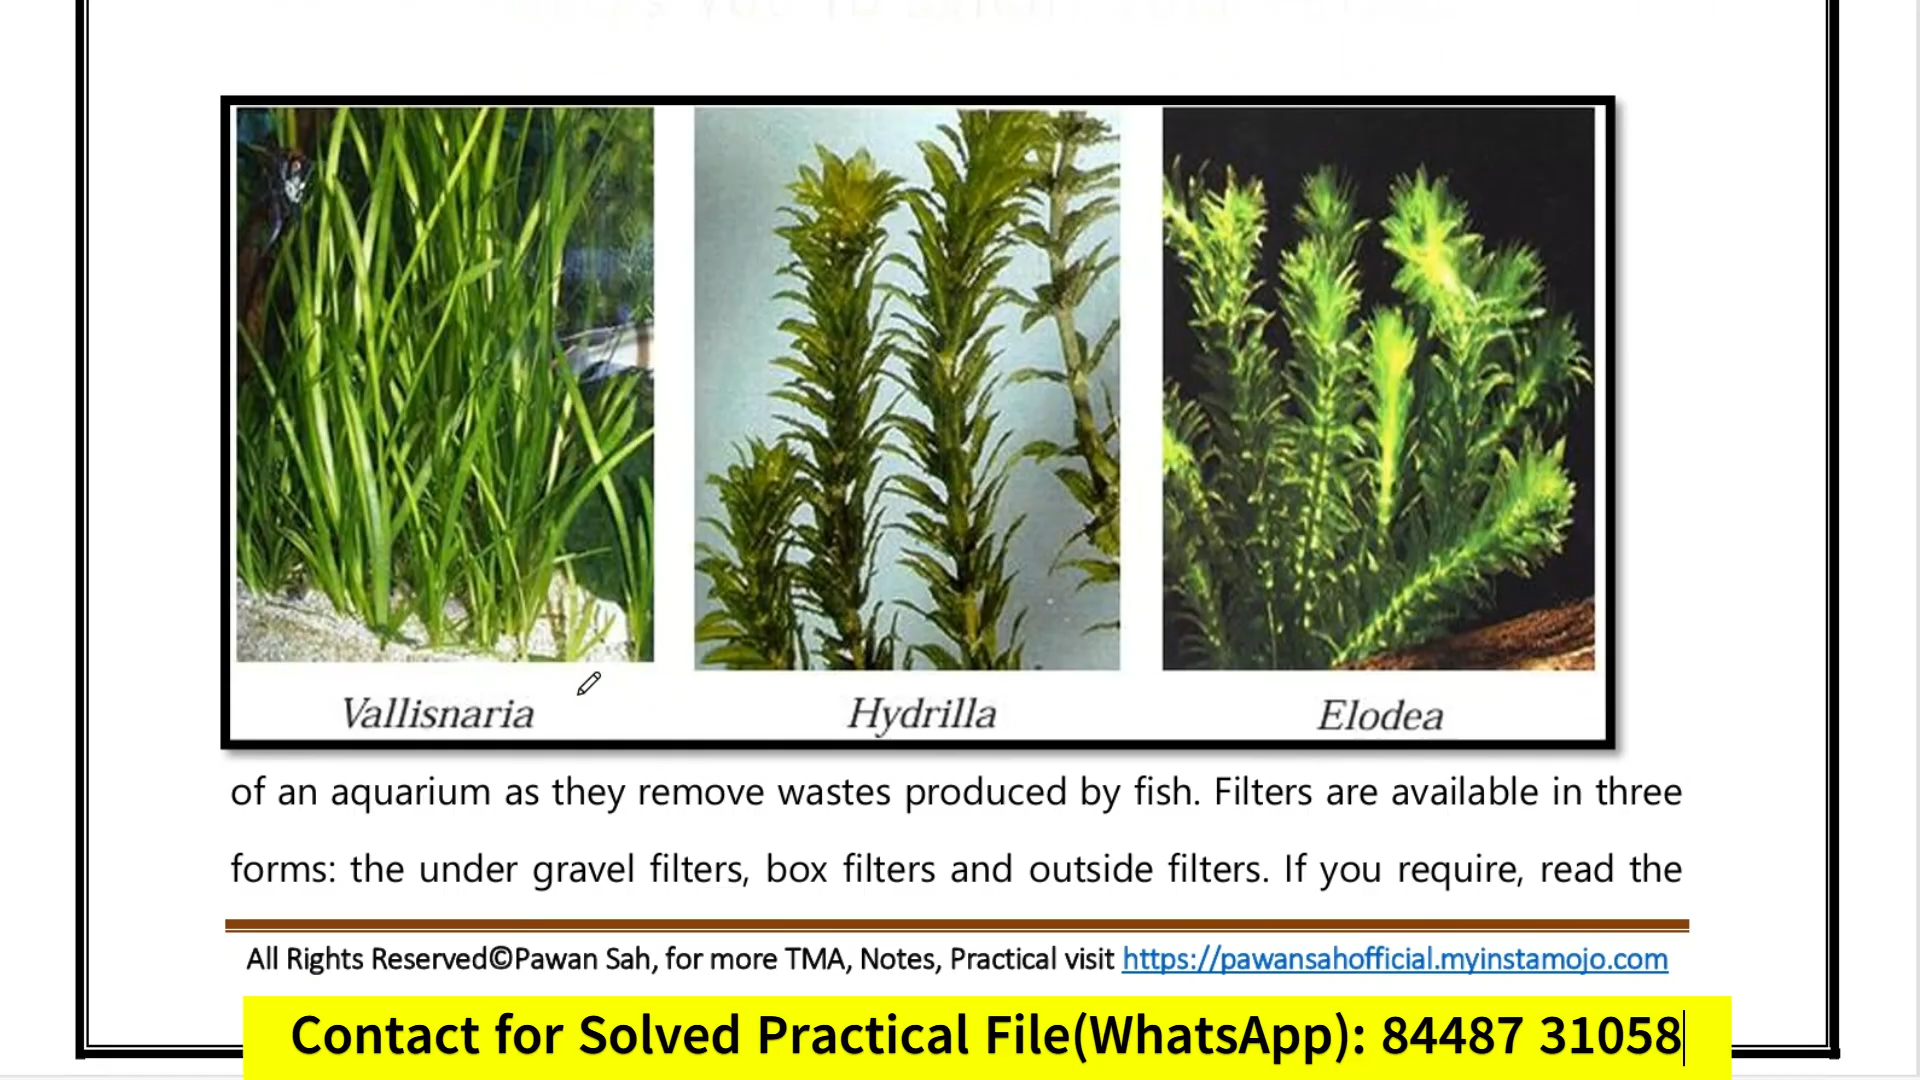 Vallisnaria
Hydrilla
Elodea
of an aquarium as they remove wastes produced by fish. Filters are available in three
forms: the under gravel filters, box filters and outside filters. If you require, read the
All Rights Reserved©Pawan Sah, for more TMA, Notes, Practical visit https://pawansahofficial.myinstamojo.com
Contact for Solved Practical File(WhatsApp): 84487 31058